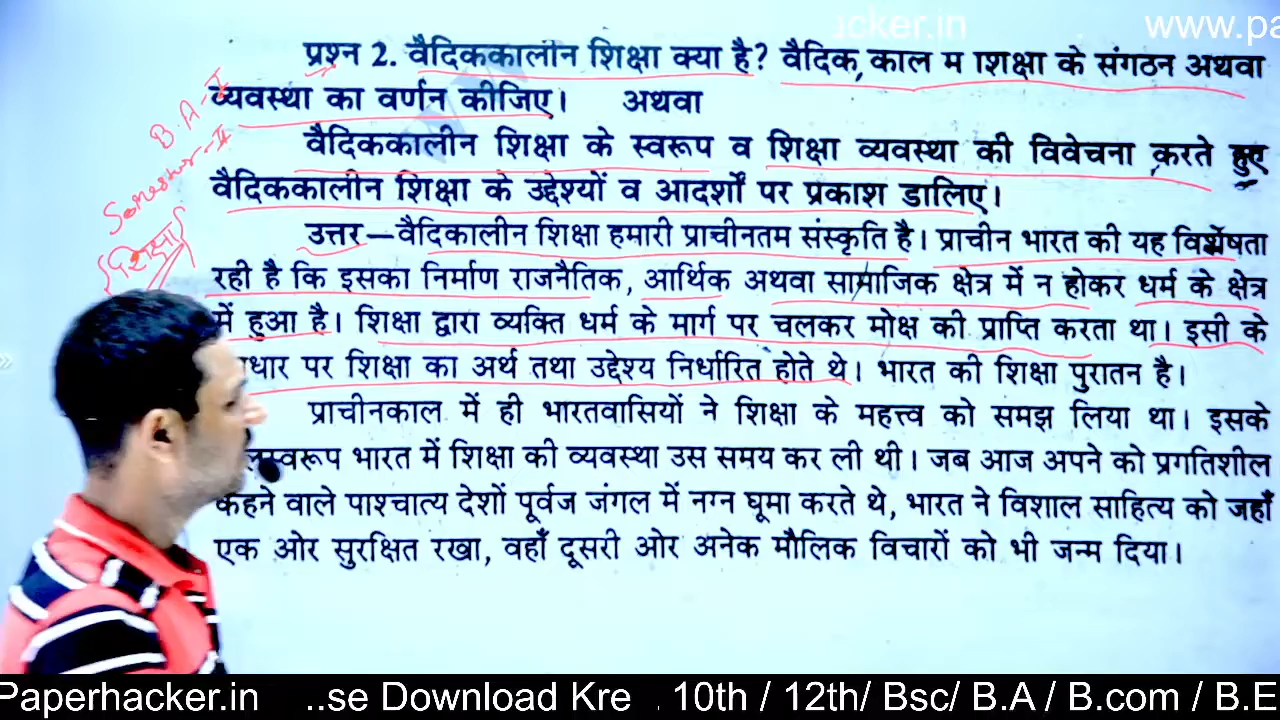 ucker.in www.pa
प्रश्न 2. वैदिककालीन शिक्षा क्या है? वैदिक काल म शिक्षा के संगठन अथवा
व्यवस्था का वर्णन कीजिए। अथवा
वैदिककालीन शिक्षा के स्वरूप व शिक्षा व्यवस्था की विवेचना करते हुए
वैदिककालीन शिक्षा के उद्देश्यों व आदर्शों पर प्रकाश डालिए।
उत्तर—वैदिकालीन शिक्षा हमारी प्राचीनतम संस्कृति है। प्राचीन भारत की यह विशेषता
रही है कि इसका निर्माण राजनैतिक, आर्थिक अथवा सामाजिक क्षेत्र में न होकर धर्म के क्षेत्र
में हुआ है। शिक्षा द्वारा व्यक्ति धर्म के मार्ग पर चलकर मोक्ष की प्राप्ति करता था। इसी के
धार पर शिक्षा का अर्थ तथा उद्देश्य निर्धारित होते थे। भारत की शिक्षा पुरातन है।
प्राचीनकाल में ही भारतवासियों ने शिक्षा के महत्त्व को समझ लिया था। इसके
लस्वरूप भारत में शिक्षा की व्यवस्था उस समय कर ली थी। जब आज अपने को प्रगतिशील
कहने वाले पाश्चात्य देशों पूर्वज जंगल में नग्न घूमा करते थे, भारत ने विशाल साहित्य को जहाँ
एक ओर सुरक्षित रखा, वहाँ दूसरी ओर अनेक मौलिक विचारों को भी जन्म दिया।
B.A-I
Semester-II
(शिक्षा)
Paperhacker.in ..se Download Kre 10th / 12th/ Bsc/ B.A / B.com / B.E